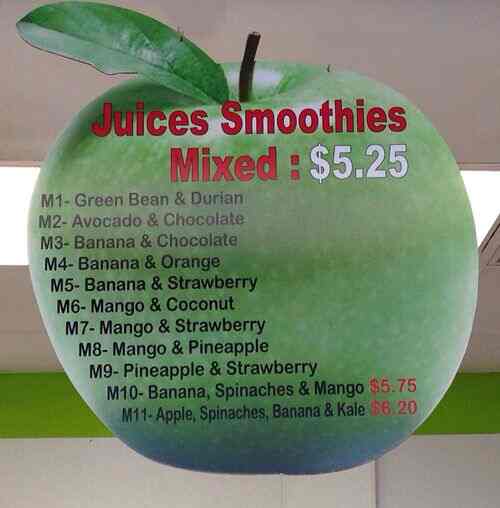 Juices Smoothies
Mixed : $5.25
M1- Green Bean & Durian
M2- Avocado & Chocolate
M3- Banana & Chocolate
M4- Banana & Orange
M5- Banana & Strawberry
M6- Mango & Coconut
M7- Mango & Strawberry
M8- Mango & Pineapple
M9- Pineapple & Strawberry
M10- Banana, Spinaches & Mango $5.75
M11- Apple, Spinaches, Banana & Kale $6.20